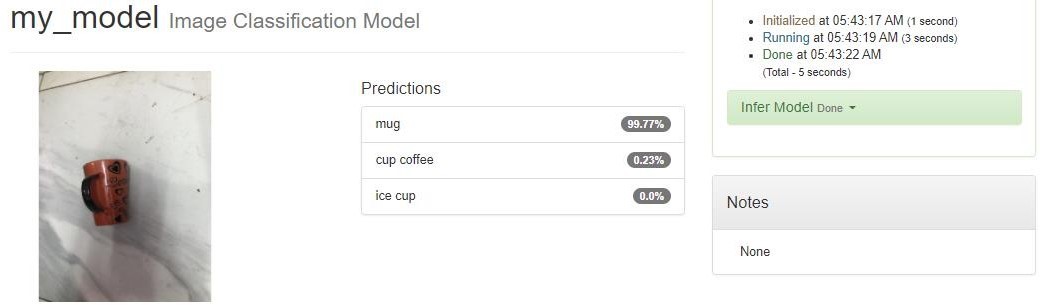 my_model Image Classification Model
Predictions
mug 99.77%
cup coffee 0.23%
ice cup 0.0%
Initialized at 05:43:17 AM (1 second)
Running at 05:43:19 AM (3 seconds)
Done at 05:43:22 AM
(Total - 5 seconds)
Infer Model Done
Notes
None